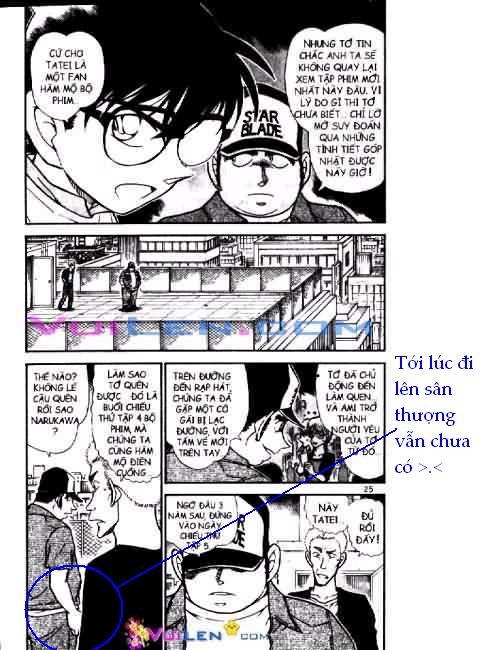 CỨ CHO
TATEI LÀ
MỘT FAN
HÂM MỘ BỘ
PHIM...
NHƯNG TỚ TIN
CHẮC ANH TA SẼ
KHÔNG QUAY LẠI
XEM TẬP PHIM MỚI
NHẤT NÀY ĐÂU. VÌ
LÝ DO GÌ THÌ TỚ
CHƯA BIẾT... CHỈ LỜ
MỜ SUY ĐOÁN
QUA NHỮNG
TÌNH TIẾT GÓP
NHẶT ĐƯỢC
NÃY GIỜ!
STAR
BLADE
VUILEN.COM
THẾ NÀO?
KHÔNG LẼ
CẬU QUÊN
RỒI SAO
NARUKAWA
?
LÀM SAO
TỚ QUÊN
ĐƯỢC ĐÓ LÀ
BUỔI CHIẾU
THỬ TẬP 4 BỘ
PHIM, MÀ
CHÚNG TA
CÙNG HÂM
MỘ ĐIÊN
CUỒNG...
TRÊN ĐƯỜNG
ĐẾN RẠP HÁT,
CHÚNG TA ĐÃ
GẶP MỘT CÔ
GÁI BỊ LẠC
ĐƯỜNG, VỚI
TẤM VÉ MỜI
TRÊN TAY...
TỚ ĐÃ CHỦ
ĐỘNG ĐẾN
LÀM QUEN...
VÀ AMI TRỞ
THÀNH
NGƯỜI YÊU
CỦA TỚ
TỪ ĐÓ...
25
NGỜ ĐÂU 3
NĂM SAU, ĐÚNG
VÀO NGÀY
CHIẾU THỬ
TẬP 5...
NÀY
TATEI
ĐỦ
RỒI
ĐẤY!
VUILEN.COM
Tới lúc đi
lên sân
thượng
vẫn chưa
có >.<